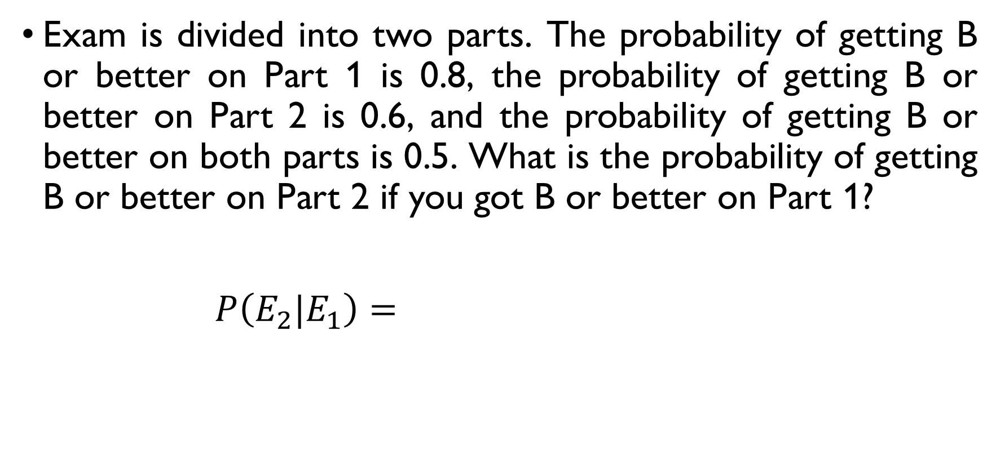 • Exam is divided into two parts. The probability of getting B
or better on Part 1 is 0.8, the probability of getting B or
better on Part 2 is 0.6, and the probability of getting B or
better on both parts is 0.5. What is the probability of getting
B or better on Part 2 if you got B or better on Part 1?
P(E₂|E₁) =